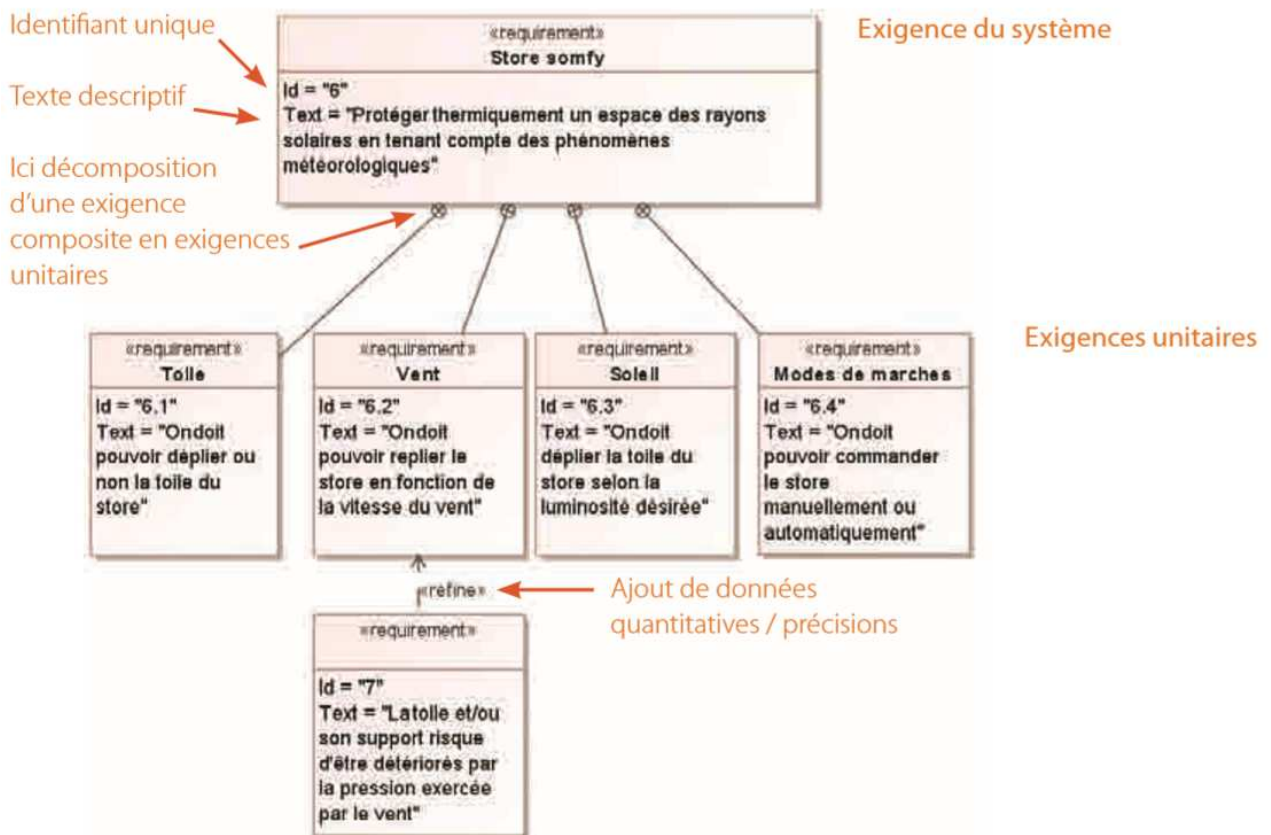 Identifiant unique
«requirement»
Store somfy
Exigence du système
Id = "6"
Text = "Protéger thermiquement un espace des rayons
solaires en tenant compte des phénomènes
météorologiques"
Texte descriptif
Ici décomposition
d'une exigence
composite en exigences
unitaires
Exigences unitaires
«requirement»
Toile
Id = "6.1"
Text = "Ondoit
pouvoir déplier ou
non la toile du
store"
«requirement»
Vent
Id = "6.2"
Text = "Ondoit
pouvoir replier le
store en fonction de
la vitesse du vent"
«requirement»
Soleil
Id = "6.3"
Text = "Ondoit
déplier la toile du
store selon la
luminosité désirée"
«requirement»
Modes de marches
Id = "6.4"
Text = "Ondoit
pouvoir commander
le store
manuellement ou
automatiquement"
«refine»
Ajout de données
quantitatives / précisions
«requirement»
Id = "7"
Text = "Latoile et/ou
son support risque
d'être détériorés par
la pression exercée
par le vent"